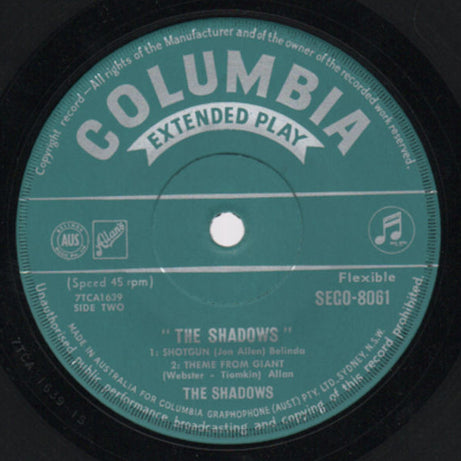 Copyright record—All rights of the Manufacturer and of the owner of the recorded work reserved.
COLUMBIA
EXTENDED PLAY
AUS
Allan's
(Speed 45 rpm)
7TCA1639
SIDE TWO
Flexible
SEGO-8061
" THE SHADOWS "
1: SHOTGUN (Jon Allen) Belinda
2: THEME FROM GIANT
(Webster - Tiomkin) Allan
THE SHADOWS
MADE IN AUSTRALIA FOR COLUMBIA GRAPHOPHONE (AUST) PTY. LTD. SYDNEY, N.S.W.
Unauthorised public performance broadcasting and copying of this record prohibited.
7TCA 1639 1S